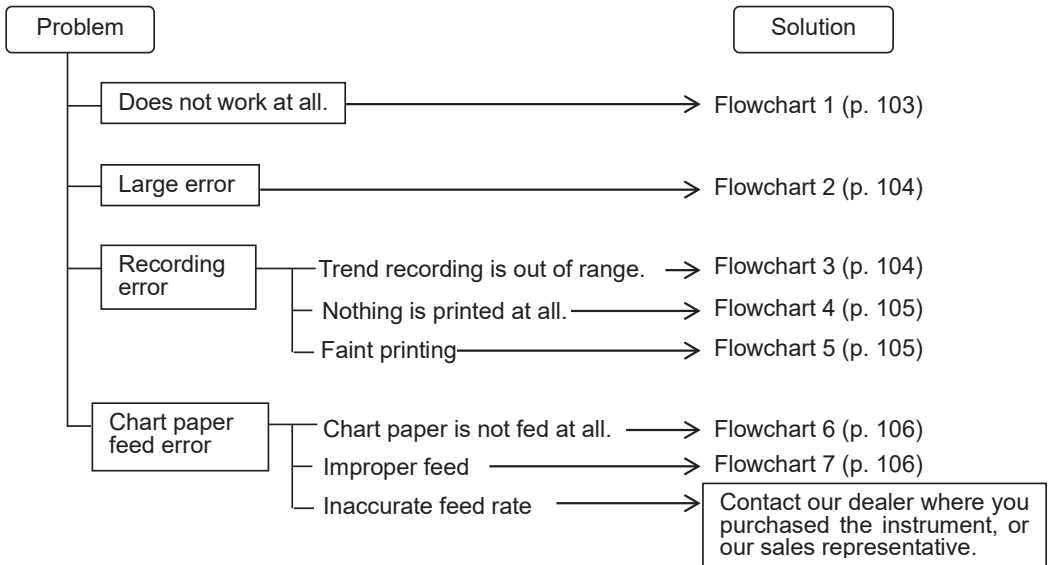 Problem
Solution
Does not work at all.
Flowchart 1 (p. 103)
Large error
Flowchart 2 (p. 104)
Recording
error
Trend recording is out of range.
Flowchart 3 (p. 104)
Nothing is printed at all.
Flowchart 4 (p. 105)
Faint printing
Flowchart 5 (p. 105)
Chart paper
feed error
Chart paper is not fed at all.
Flowchart 6 (p. 106)
Improper feed
Flowchart 7 (p. 106)
Inaccurate feed rate
Contact our dealer where you
purchased the instrument, or
our sales representative.